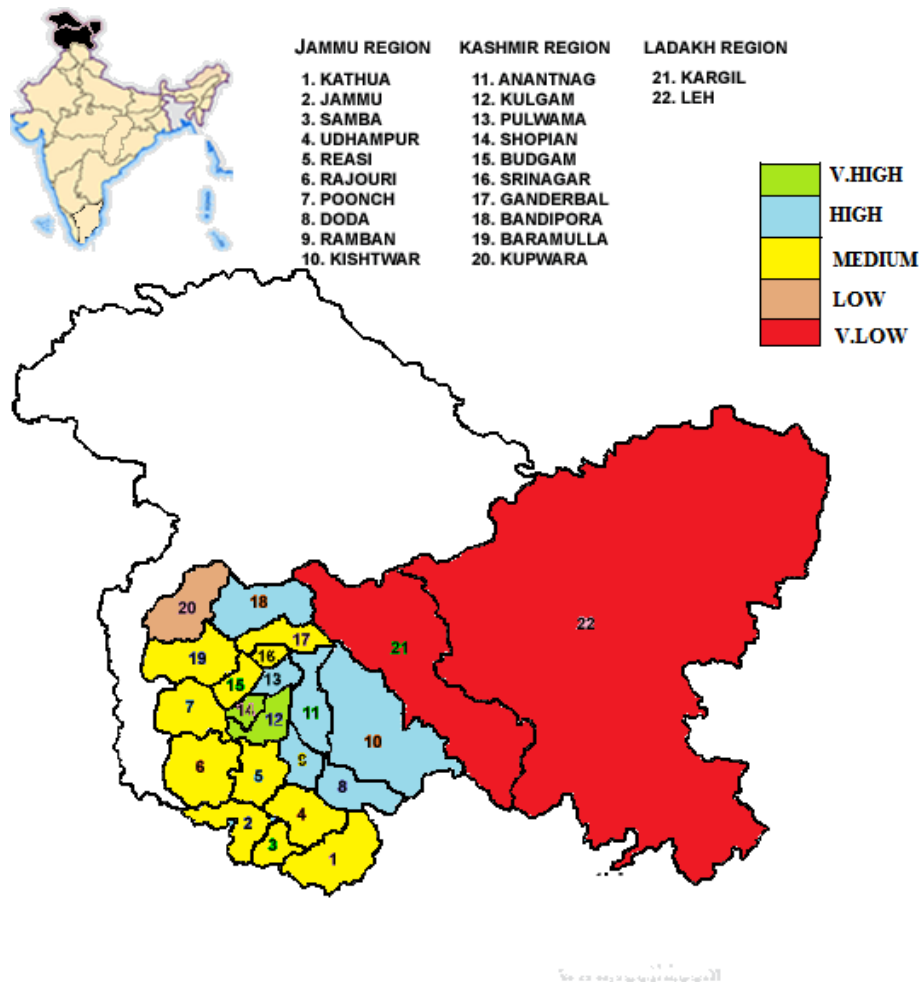 JAMMU REGION
1. KATHUA
2. JAMMU
3. SAMBA
4. UDHAMPUR
5. REASI
6. RAJOURI
7. POONCH
8. DODA
9. RAMBAN
10. KISHTWAR
KASHMIR REGION
11. ANANTNAG
12. KULGAM
13. PULWAMA
14. SHOPIAN
15. BUDGAM
16. SRINAGAR
17. GANDERBAL
18. BANDIPORA
19. BARAMULLA
20. KUPWARA
LADAKH REGION
21. KARGIL
22. LEH
V.HIGH
HIGH
MEDIUM
LOW
V.LOW
20
18
19
17
16
15
13
14
12
11
7
21
22
10
6
5
9
8
4
2
3
1